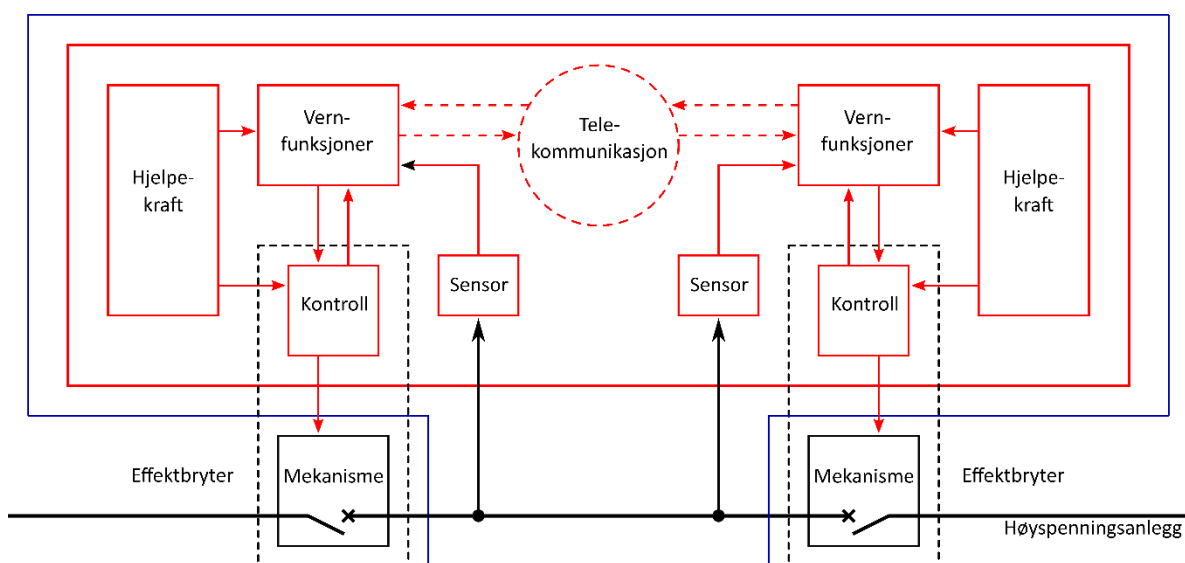 Hjelpe-
kraft
Vern-
funksjoner
Tele-
kommunikasjon
Vern-
funksjoner
Hjelpe-
kraft
Kontroll
Sensor
Sensor
Kontroll
Effektbryter
Mekanisme
Mekanisme
Effektbryter
Høyspenningsanlegg